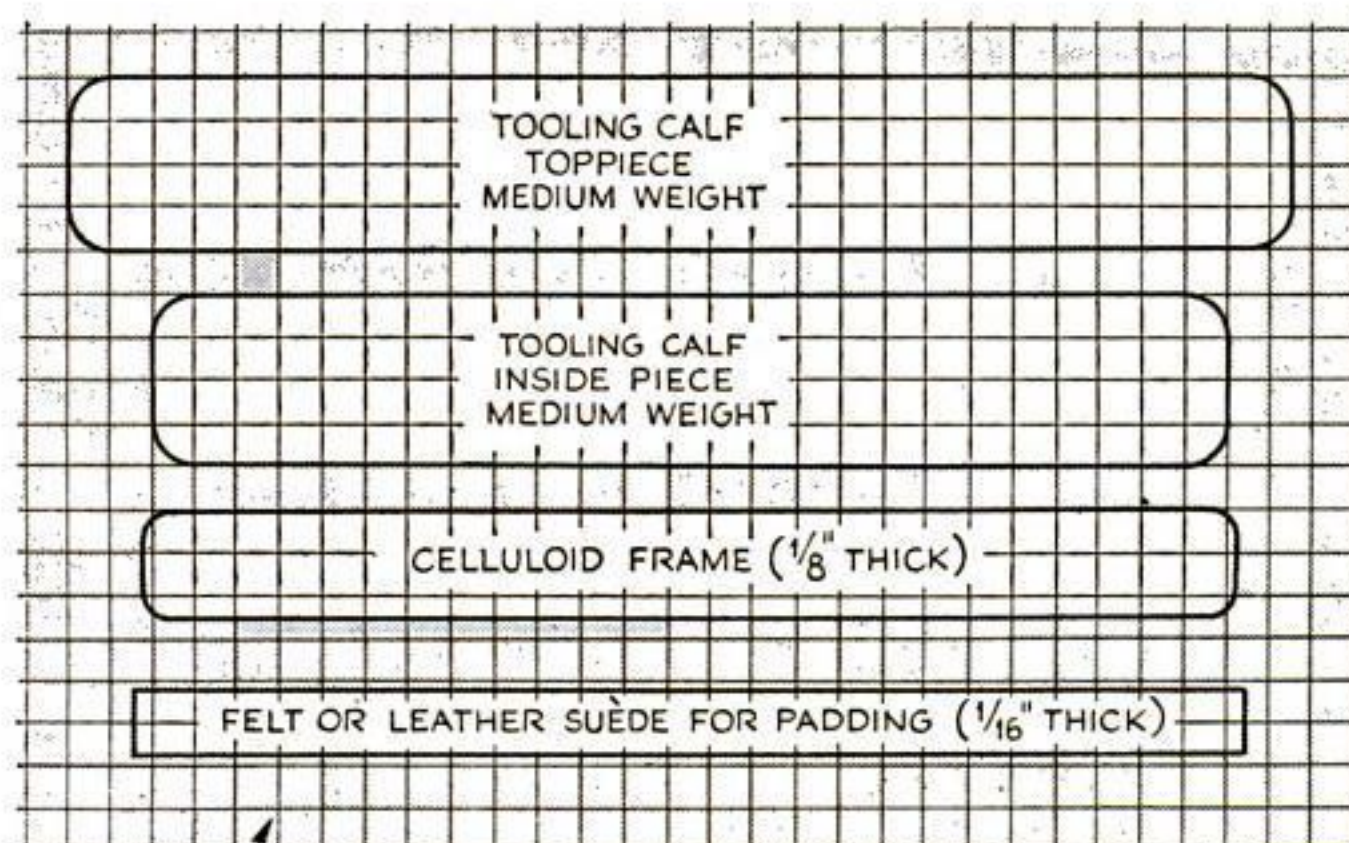 TOOLING CALF
TOPPIECE
MEDIUM WEIGHT
TOOLING CALF
INSIDE PIECE
MEDIUM WEIGHT
CELLULOID FRAME (1/8" THICK)
FELT OR LEATHER SUÈDE FOR PADDING (1/16" THICK)